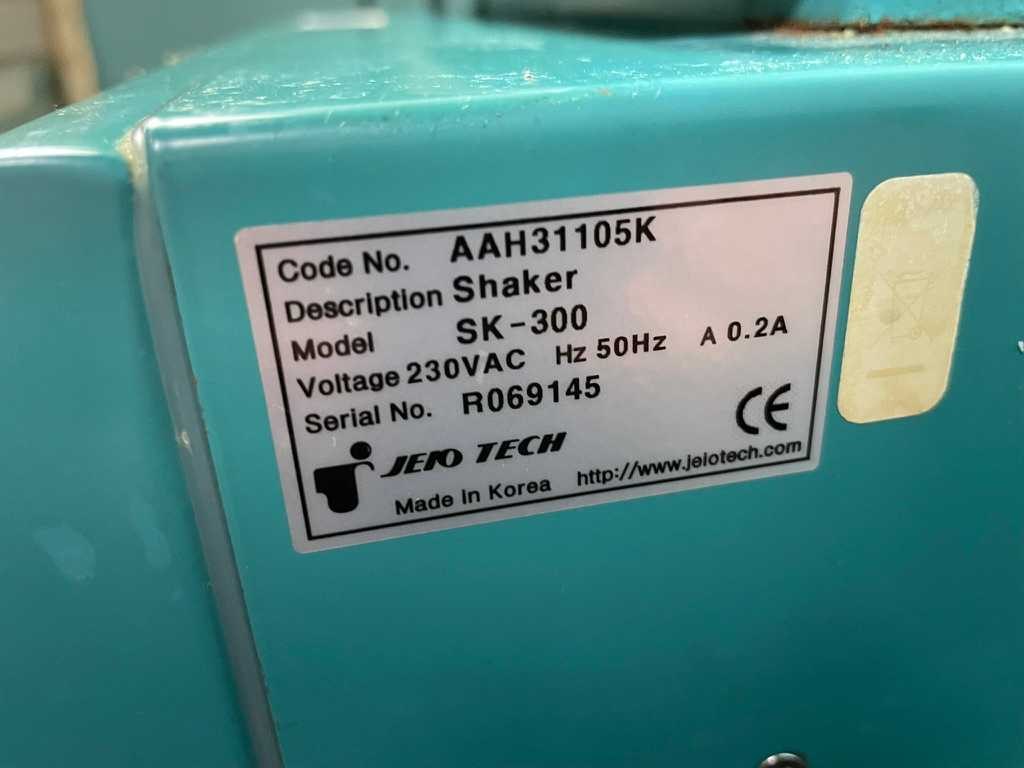 Code No. AAH31105K
Description Shaker
Model SK-300
Voltage 230VAC Hz 50Hz A 0.2A
Serial No. R069145
JEIO TECH
CE
Made in Korea http://www.jeiotech.com